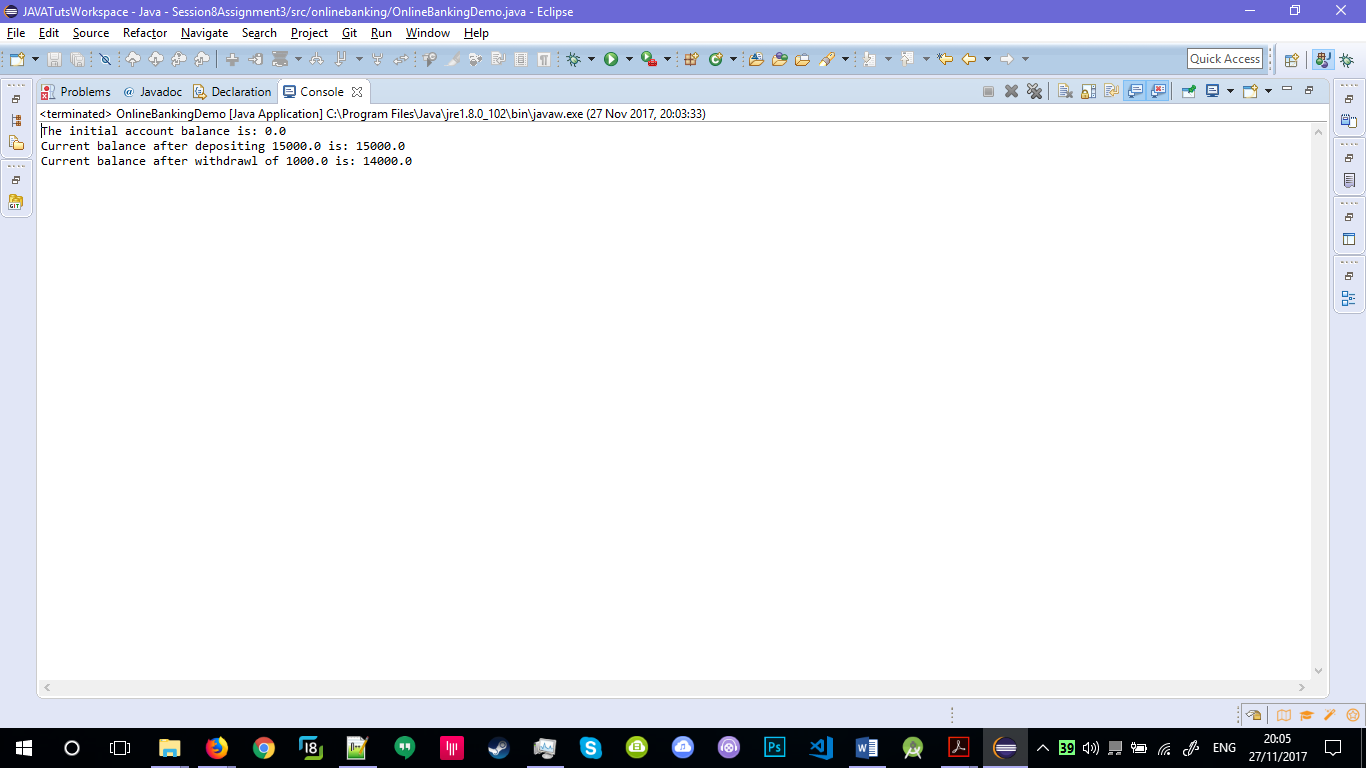 JAVATutsWorkspace - Java - Session8Assignment3/src/onlinebanking/OnlineBankingDemo.java - Eclipse
File Edit Source Refactor Navigate Search Project Git Run Window Help
Quick Access
Problems @ Javadoc Declaration Console
<terminated> OnlineBankingDemo [Java Application] C:\Program Files\Java\jre1.8.0_102\bin\javaw.exe (27 Nov 2017, 20:03:33)
The initial account balance is: 0.0
Current balance after depositing 15000.0 is: 15000.0
Current balance after withdrawl of 1000.0 is: 14000.0
GIT
18
Ps
39
ENG
20:05
27/11/2017